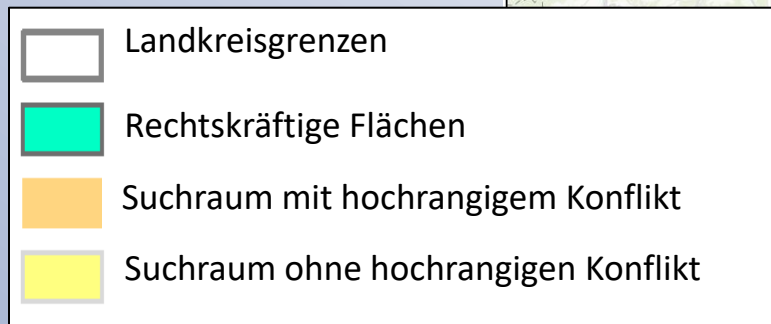 Landkreisgrenzen
Rechtskräftige Flächen
Suchraum mit hochrangigem Konflikt
Suchraum ohne hochrangigen Konflikt